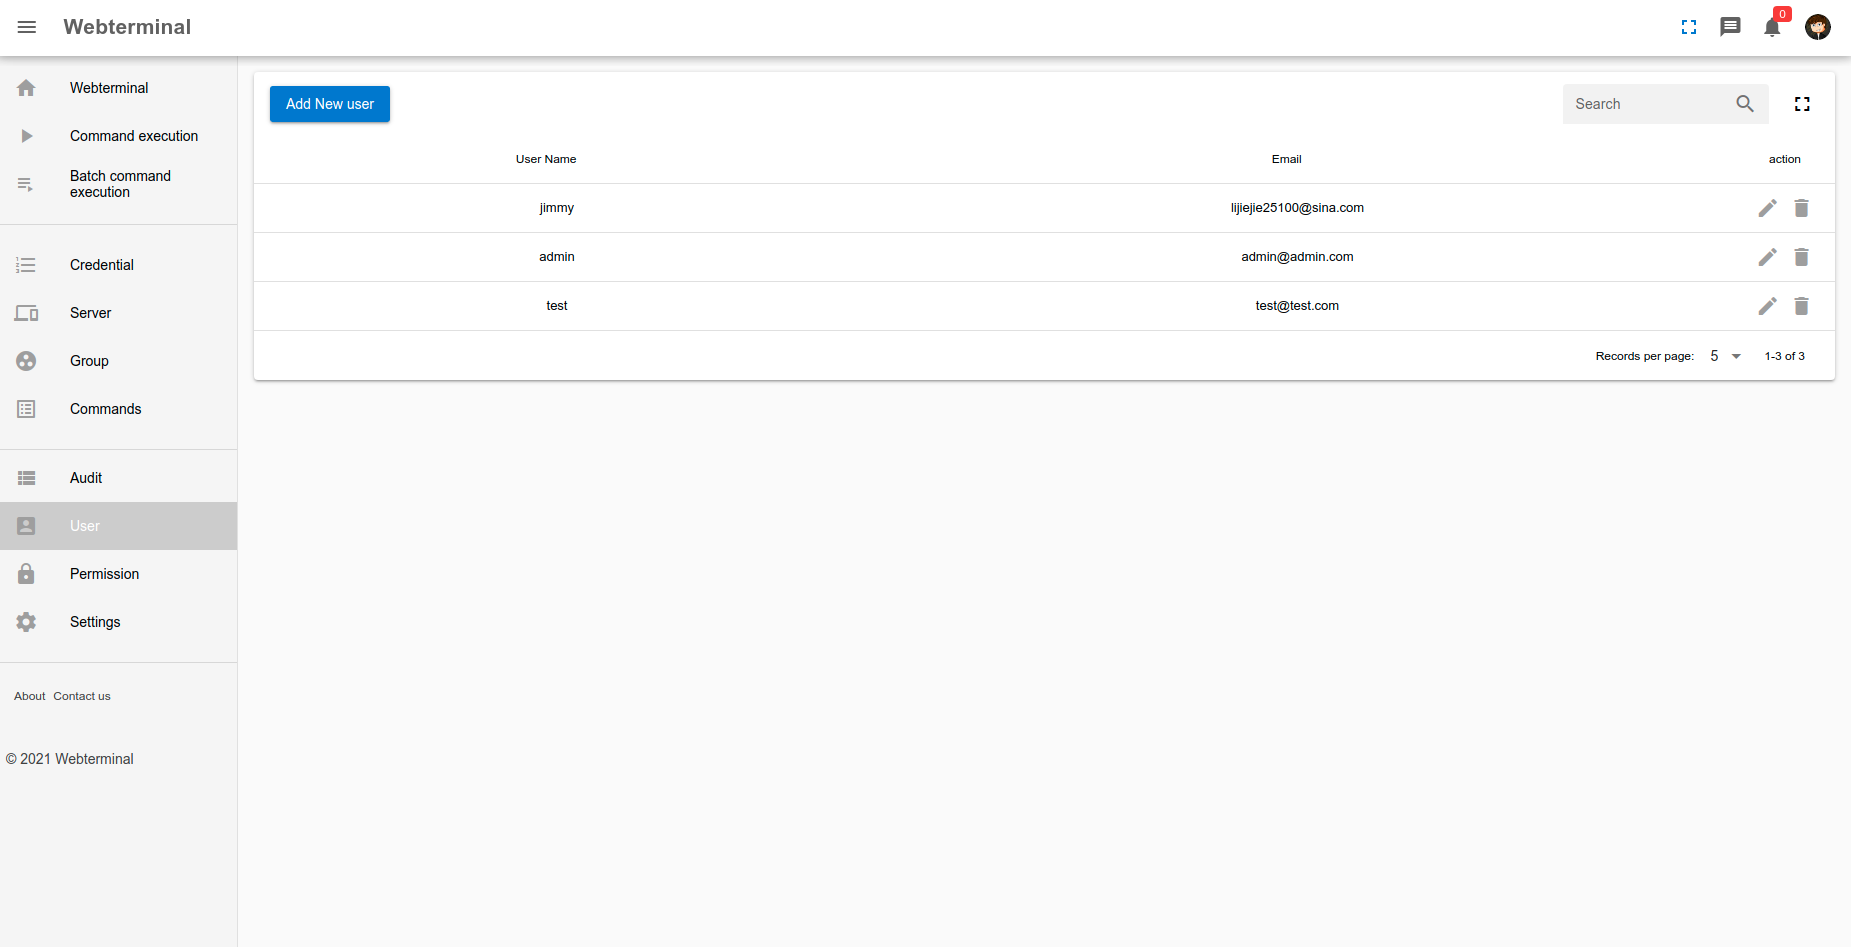 Webterminal
0
Webterminal
Command execution
Batch command
execution
Credential
Server
Group
Commands
Audit
User
Permission
Settings
About Contact us
© 2021 Webterminal
Add New user
Search
User Name Email action
jimmy lijiejie25100@sina.com
admin admin@admin.com
test test@test.com
Records per page: 5 1-3 of 3